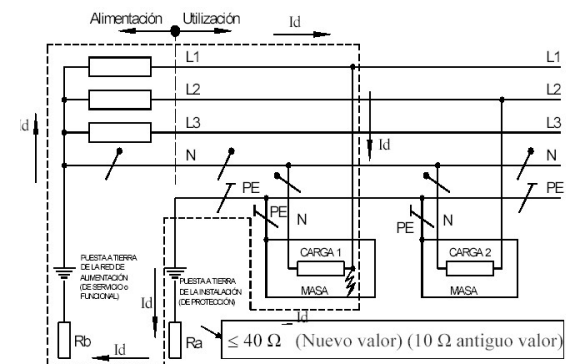 Alimentación Utilización
Id
L1 L1
L2 L2
L3 L3
Id
Id
N N
PE PE
PE
N
PE
N
CARGA 1
CARGA 2
MASA
MASA
PUESTA A TIERRA
DE LA RED DE
ALIMENTACIÓN
(DE SERVICIO o
FUNCIONAL)
PUESTA A TIERRA
DE LA INSTALACIÓN
(DE PROTECCIÓN)
Id
Id
Rb
Id
Ra
≤ 40 Ω (Nuevo valor) (10 Ω antiguo valor)